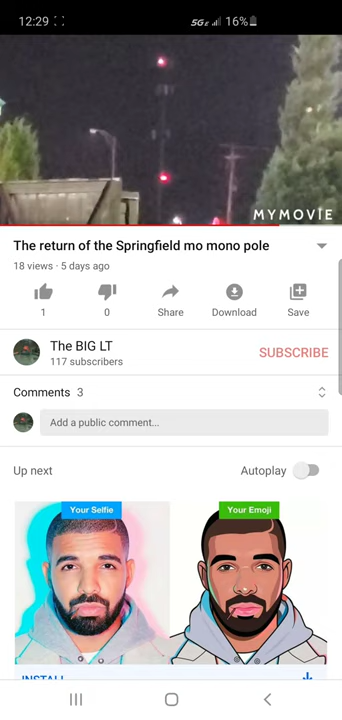 12:29 5GE 16%
MYMOVIE
The return of the Springfield mo mono pole
18 views · 5 days ago
1 0 Share Download Save
The BIG LT
117 subscribers
SUBSCRIBE
Comments 3
Add a public comment...
Up next Autoplay
Your Selfie Your Emoji
INSTALL